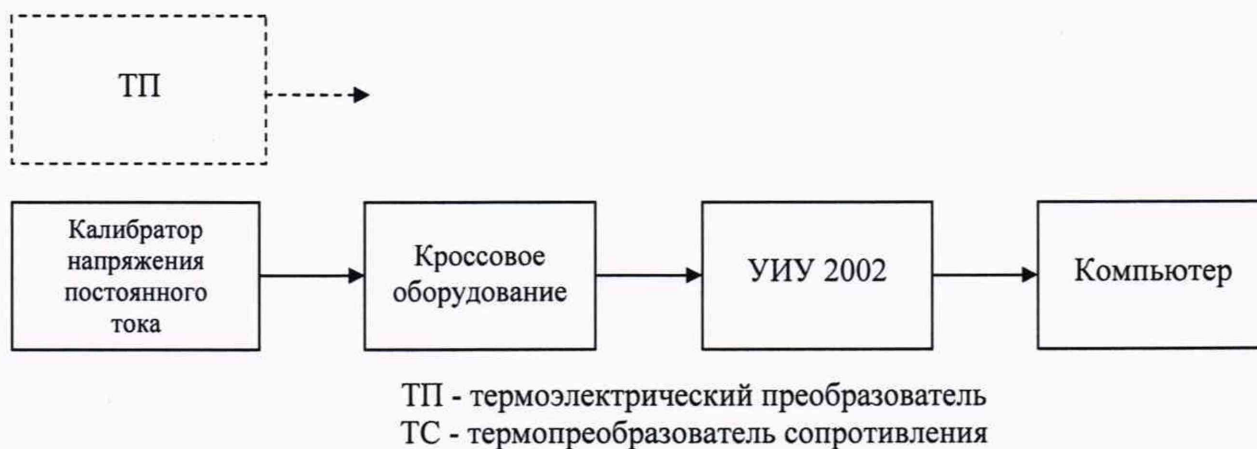 ТП
Калибратор
напряжения
постоянного
тока
Кроссовое
оборудование
УИУ 2002
Компьютер
ТП - термоэлектрический преобразователь
ТС - термопреобразователь сопротивления